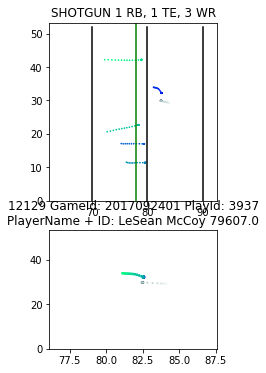 SHOTGUN 1 RB, 1 TE, 3 WR
50
40
30
20
10
0
70 80 90
12129 GameId: 2017092401 PlayId: 3937
PlayerName + ID: LeSean McCoy 79607.0
40
20
0
77.5 80.0 82.5 85.0 87.5